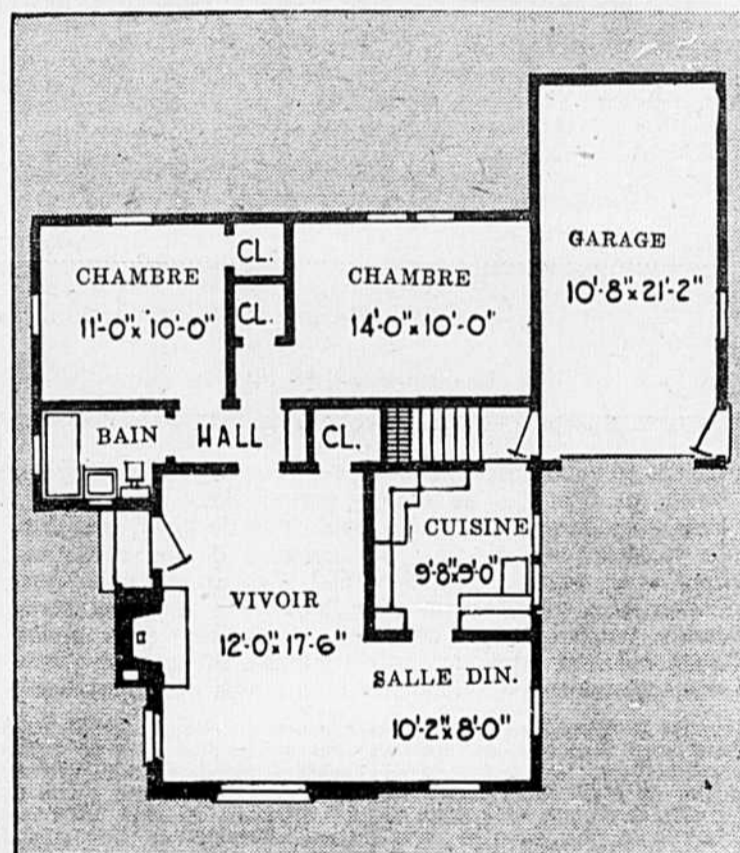 GARAGE
10'-8"x 21'-2"
CL.
CHAMBRE
11'-0"x 10'-0"
CL.
CHAMBRE
14'-0"x 10'-0"
BAIN
HALL
CL.
CUISINE
9'-8"x9'-0"
VIVOIR
12'-0"x 17'-6"
SALLE DIN.
10'-2"x 8'-0"